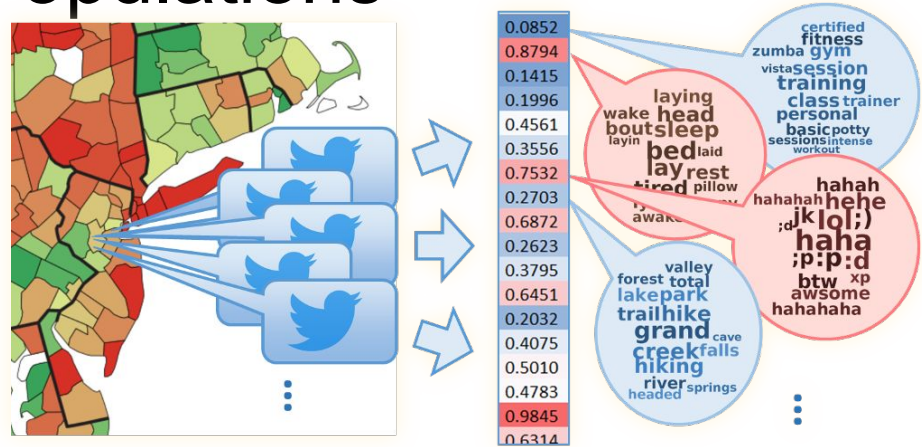 opulations
0.0852
0.8794
0.1415
0.1996
0.4561
0.3556
0.7532
0.2703
0.6872
0.2623
0.3795
0.6451
0.2032
0.4075
0.5010
0.4783
0.9845
0.6314
certified
fitness
zumba gym
vista session
training
class trainer
personal
basic potty
sessions intense
workout
laying
wake head
bout sleep
layin
bed laid
lay rest
tired pillow
hahah
hahahah hehe
;d jk lol ;)
haha
;p :p :d
btw xp
awsome
hahahaha
valley
forest total
lake park
trail hike
grand cave
creek falls
hiking
river springs
headed